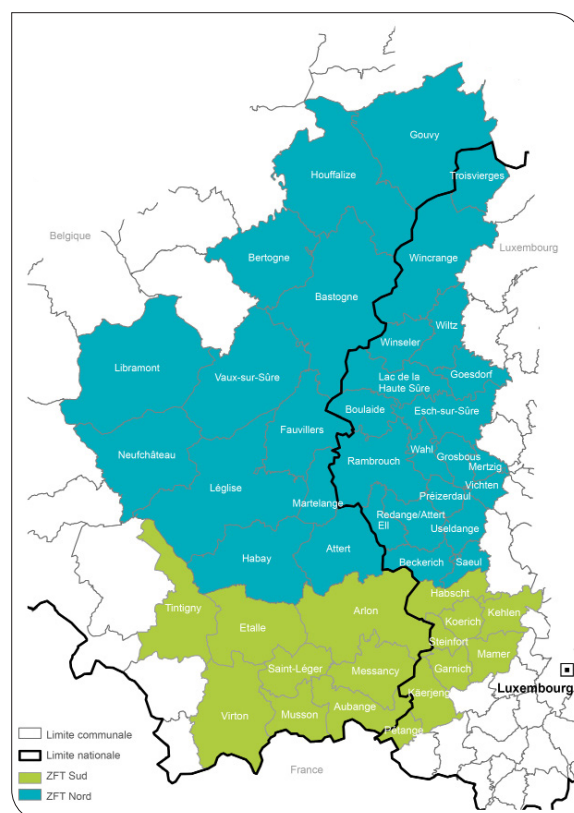 Gouvy
Troisvierges
Houffalize
Belgique
Luxembourg
Bertogne
Wincrange
Bastogne
Wiltz
Winseler
Libramont
Vaux-sur-Sûre
Lac de la
Haute Sûre
Goesdorf
Boulaide
Esch-sur-Sûre
Fauvillers
Neufchâteau
Rambrouch
Wahl
Grosbous
Mertzig
Léglise
Vichten
Préizerdaul
Martelange
Redange/Attert
Ell
Useldange
Habay
Attert
Beckerich
Saeul
Habscht
Tintigny
Etalle
Arlon
Koerich
Kehlen
Steinfort
Saint-Léger
Messancy
Garnich
Mamer
Luxembourg
Käerjeng
Virton
Musson
Aubange
Pétange
France
Limite communale
Limite nationale
ZFT Sud
ZFT Nord